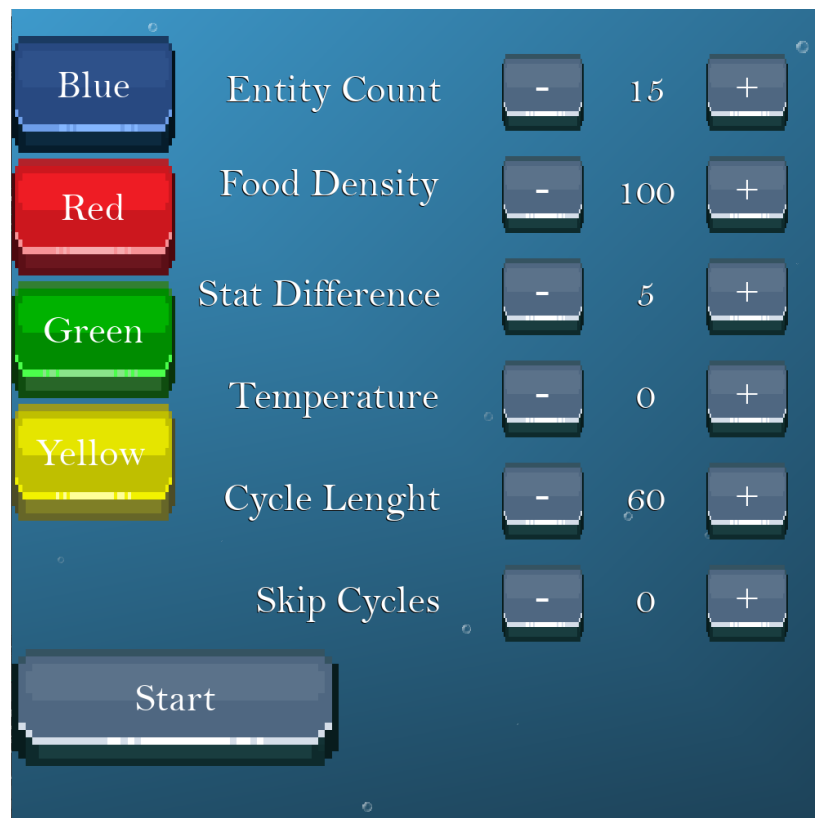 Blue
Red
Green
Yellow
Entity Count - 15 +
Food Density - 100 +
Stat Difference - 5 +
Temperature - 0 +
Cycle Lenght - 60 +
Skip Cycles - 0 +
Start